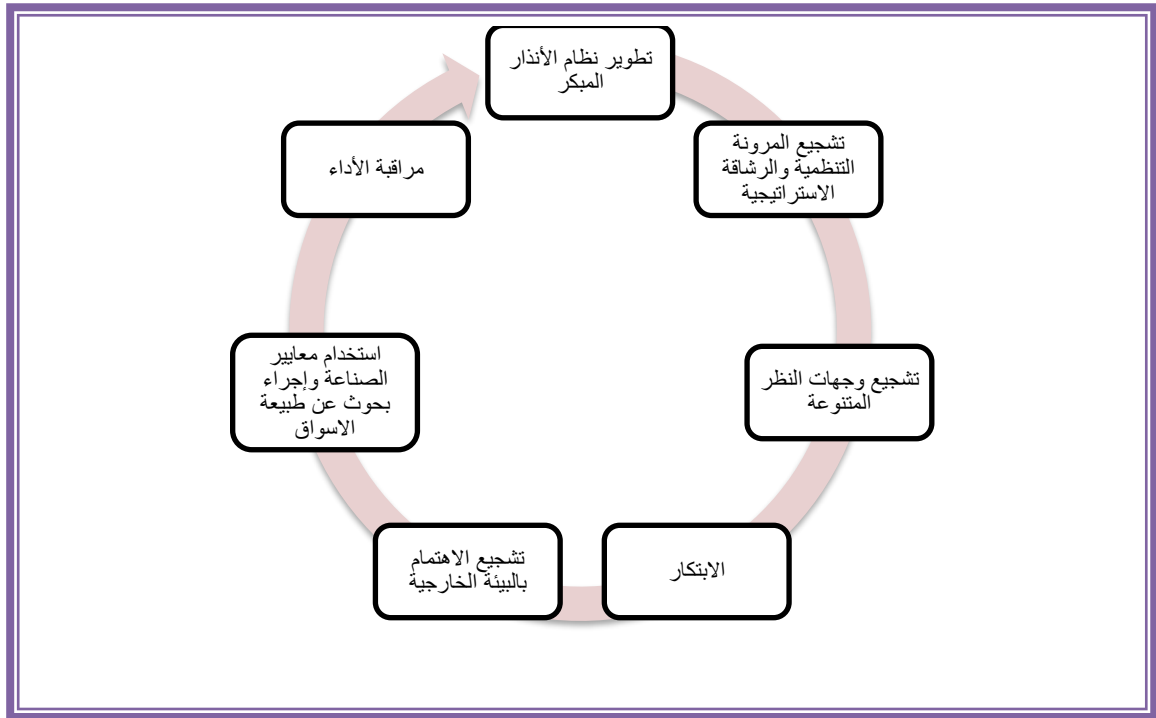 تطوير نظام الأنذار
المبكر
تشجيع المرونة
التنظمية والرشاقة
الاستراتيجية
تشجيع وجهات النظر
المتنوعة
الابتكار
تشجيع الاهتمام
بالبيئة الخارجية
استخدام معايير
الصناعة وإجراء
بحوث عن طبيعة
الاسواق
مراقبة الأداء